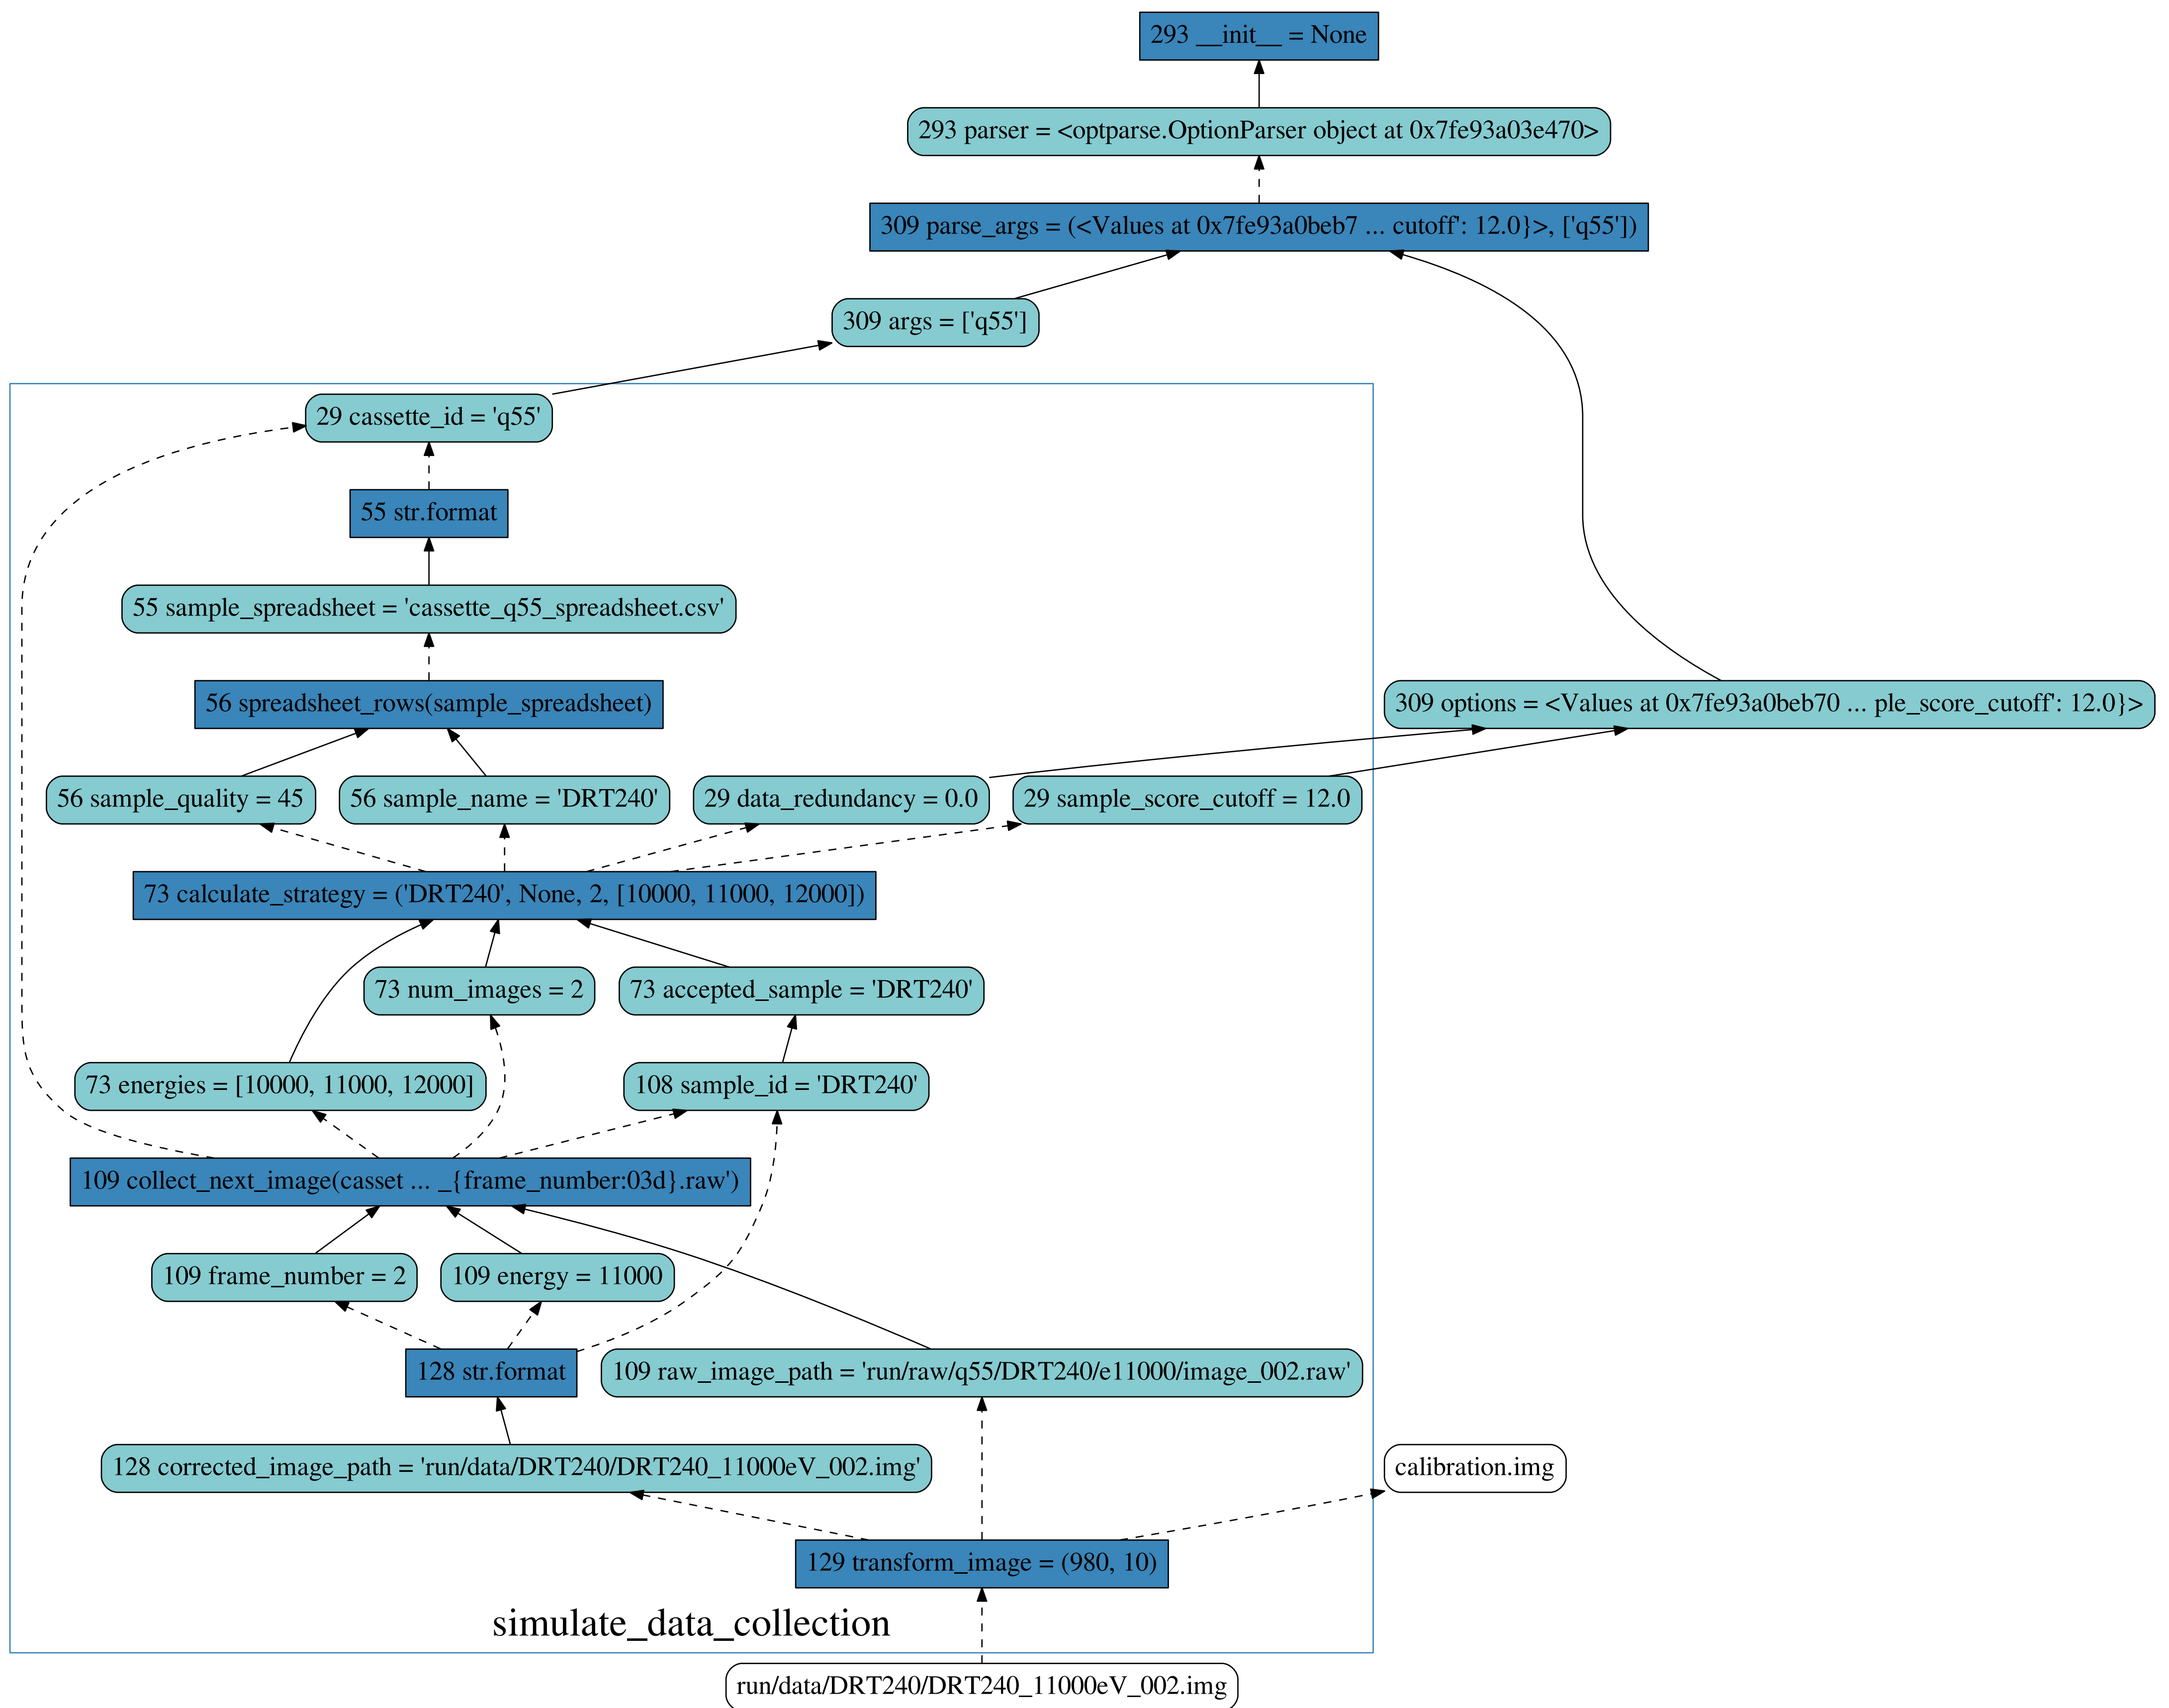 293 __init__ = None
293 parser = <optparse.OptionParser object at 0x7fe93a03e470>
309 parse_args = (<Values at 0x7fe93a0beb7 ... cutoff': 12.0}>, ['q55'])
309 args = ['q55']
29 cassette_id = 'q55'
55 str.format
55 sample_spreadsheet = 'cassette_q55_spreadsheet.csv'
56 spreadsheet_rows(sample_spreadsheet)
309 options = <Values at 0x7fe93a0beb70 ... ple_score_cutoff': 12.0}>
56 sample_quality = 45
56 sample_name = 'DRT240'
29 data_redundancy = 0.0
29 sample_score_cutoff = 12.0
73 calculate_strategy = ('DRT240', None, 2, [10000, 11000, 12000])
73 num_images = 2
73 accepted_sample = 'DRT240'
73 energies = [10000, 11000, 12000]
108 sample_id = 'DRT240'
109 collect_next_image(casset ... _{frame_number:03d}.raw')
109 frame_number = 2
109 energy = 11000
128 str.format
109 raw_image_path = 'run/raw/q55/DRT240/e11000/image_002.raw'
128 corrected_image_path = 'run/data/DRT240/DRT240_11000eV_002.img'
calibration.img
129 transform_image = (980, 10)
simulate_data_collection
run/data/DRT240/DRT240_11000eV_002.img